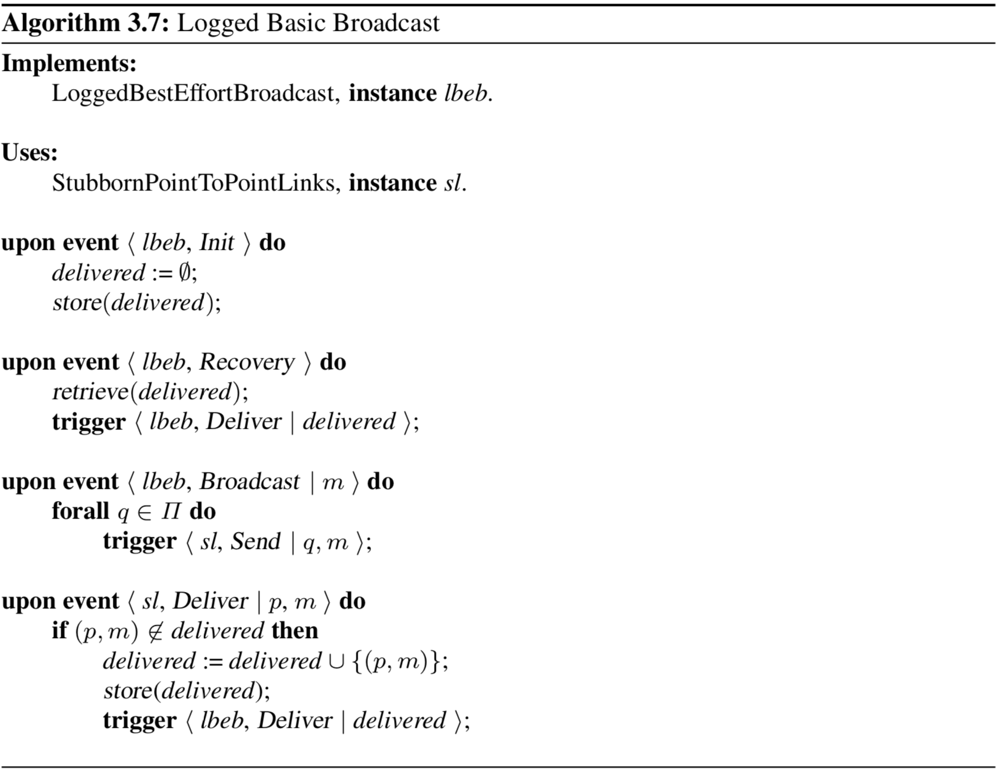 Algorithm 3.7: Logged Basic Broadcast
Implements:
LoggedBestEffortBroadcast, instance lbeb.
Uses:
StubbornPointToPointLinks, instance sl.
upon event ⟨ lbeb, Init ⟩ do
delivered := ∅;
store(delivered);
upon event ⟨ lbeb, Recovery ⟩ do
retrieve(delivered);
trigger ⟨ lbeb, Deliver | delivered ⟩;
upon event ⟨ lbeb, Broadcast | m ⟩ do
forall q ∈ Π do
trigger ⟨ sl, Send | q, m ⟩;
upon event ⟨ sl, Deliver | p, m ⟩ do
if (p, m) ∉ delivered then
delivered := delivered ∪ {(p, m)};
store(delivered);
trigger ⟨ lbeb, Deliver | delivered ⟩;